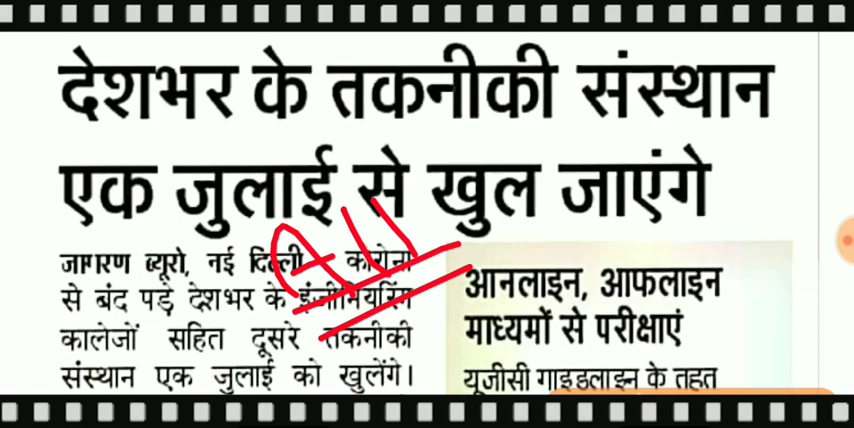 देशभर के तकनीकी संस्थान
एक जुलाई से खुल जाएंगे
जागरण ब्यूरो, नई दिल्ली : कोरोना
से बंद पड़े देशभर के इंजीनियरिंग
कालेजों सहित दूसरे तकनीकी
संस्थान एक जुलाई को खुलेंगे।
आनलाइन, आफलाइन
माध्यमों से परीक्षाएं
यूजीसी गाइडलाइन के तहत